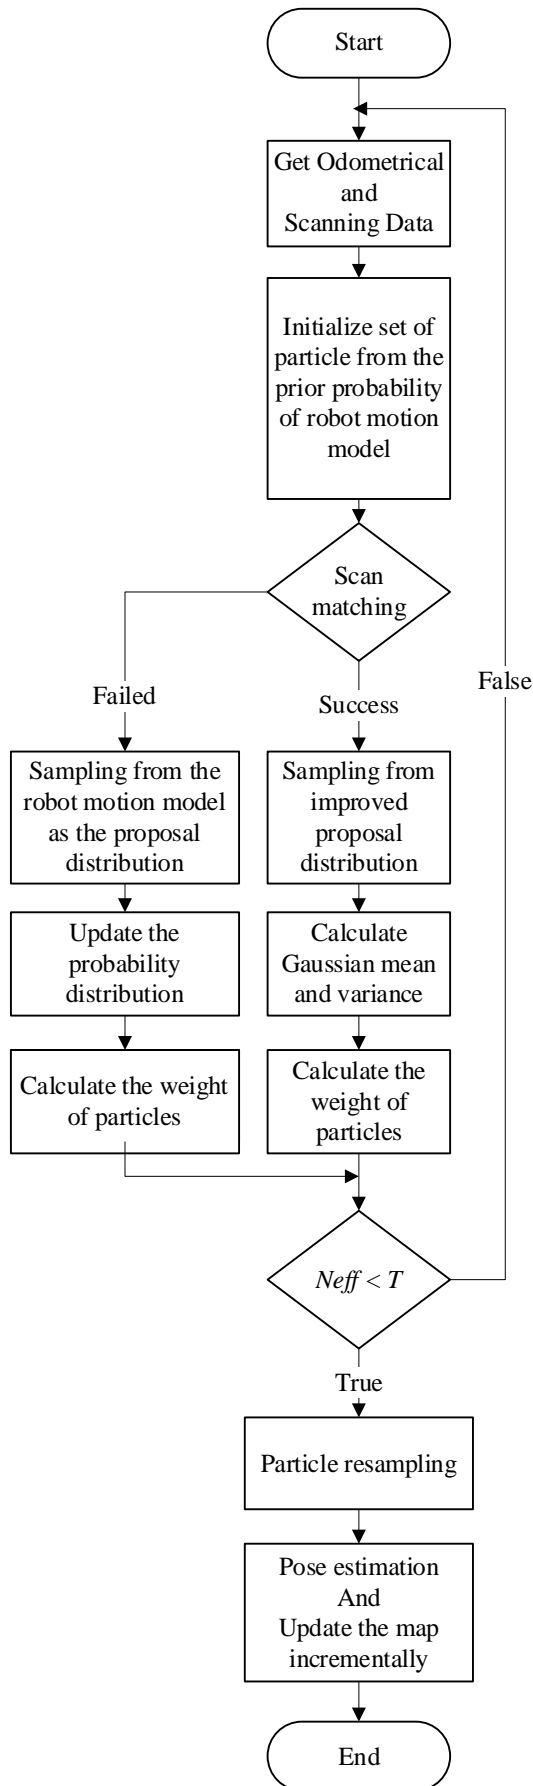 Start
Get Odometrical
and
Scanning Data
Initialize set of
particle from the
prior probability
of robot motion
model
Scan
matching
False
Failed
Success
Sampling from the
robot motion model
as the proposal
distribution
Sampling from
improved
proposal
distribution
Update the
probability
distribution
Calculate
Gaussian mean
and variance
Calculate the weight
of particles
Calculate the
weight of
particles
Neff < T
True
Particle resampling
Pose estimation
And
Update the map
incrementally
End